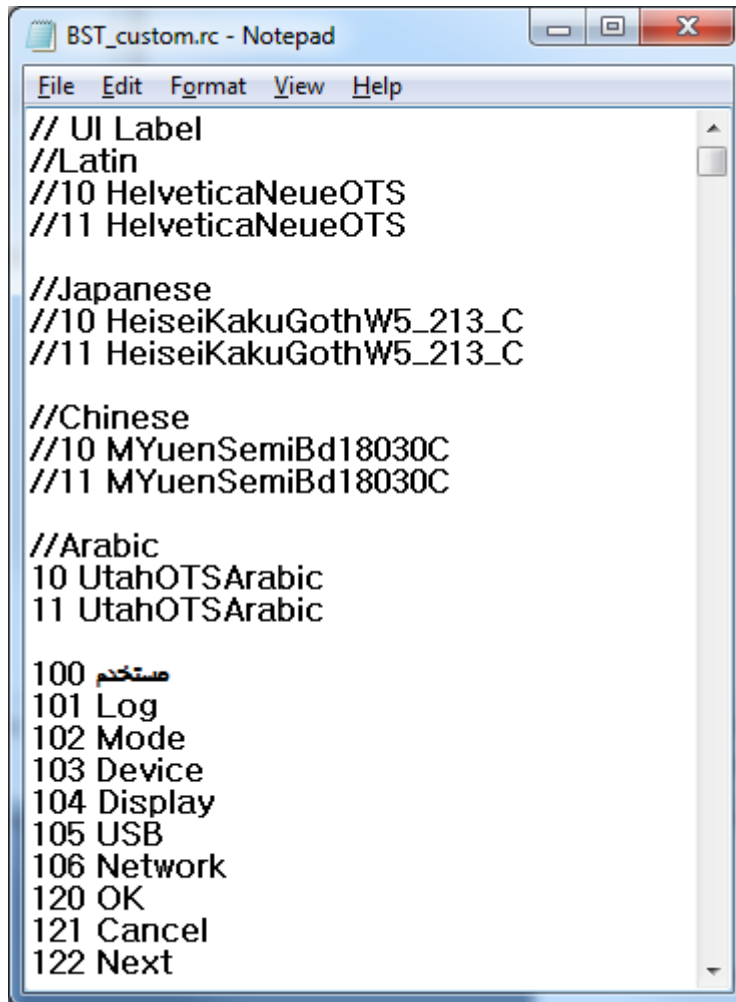 BST_custom.rc - Notepad
File Edit Format View Help
// UI Label
//Latin
//10 HelveticaNeueOTS
//11 HelveticaNeueOTS
//Japanese
//10 HeiseiKakuGothW5_213_C
//11 HeiseiKakuGothW5_213_C
//Chinese
//10 MYuenSemiBd18030C
//11 MYuenSemiBd18030C
//Arabic
10 UtahOTSArabic
11 UtahOTSArabic
100 مستخدم
101 Log
102 Mode
103 Device
104 Display
105 USB
106 Network
120 OK
121 Cancel
122 Next